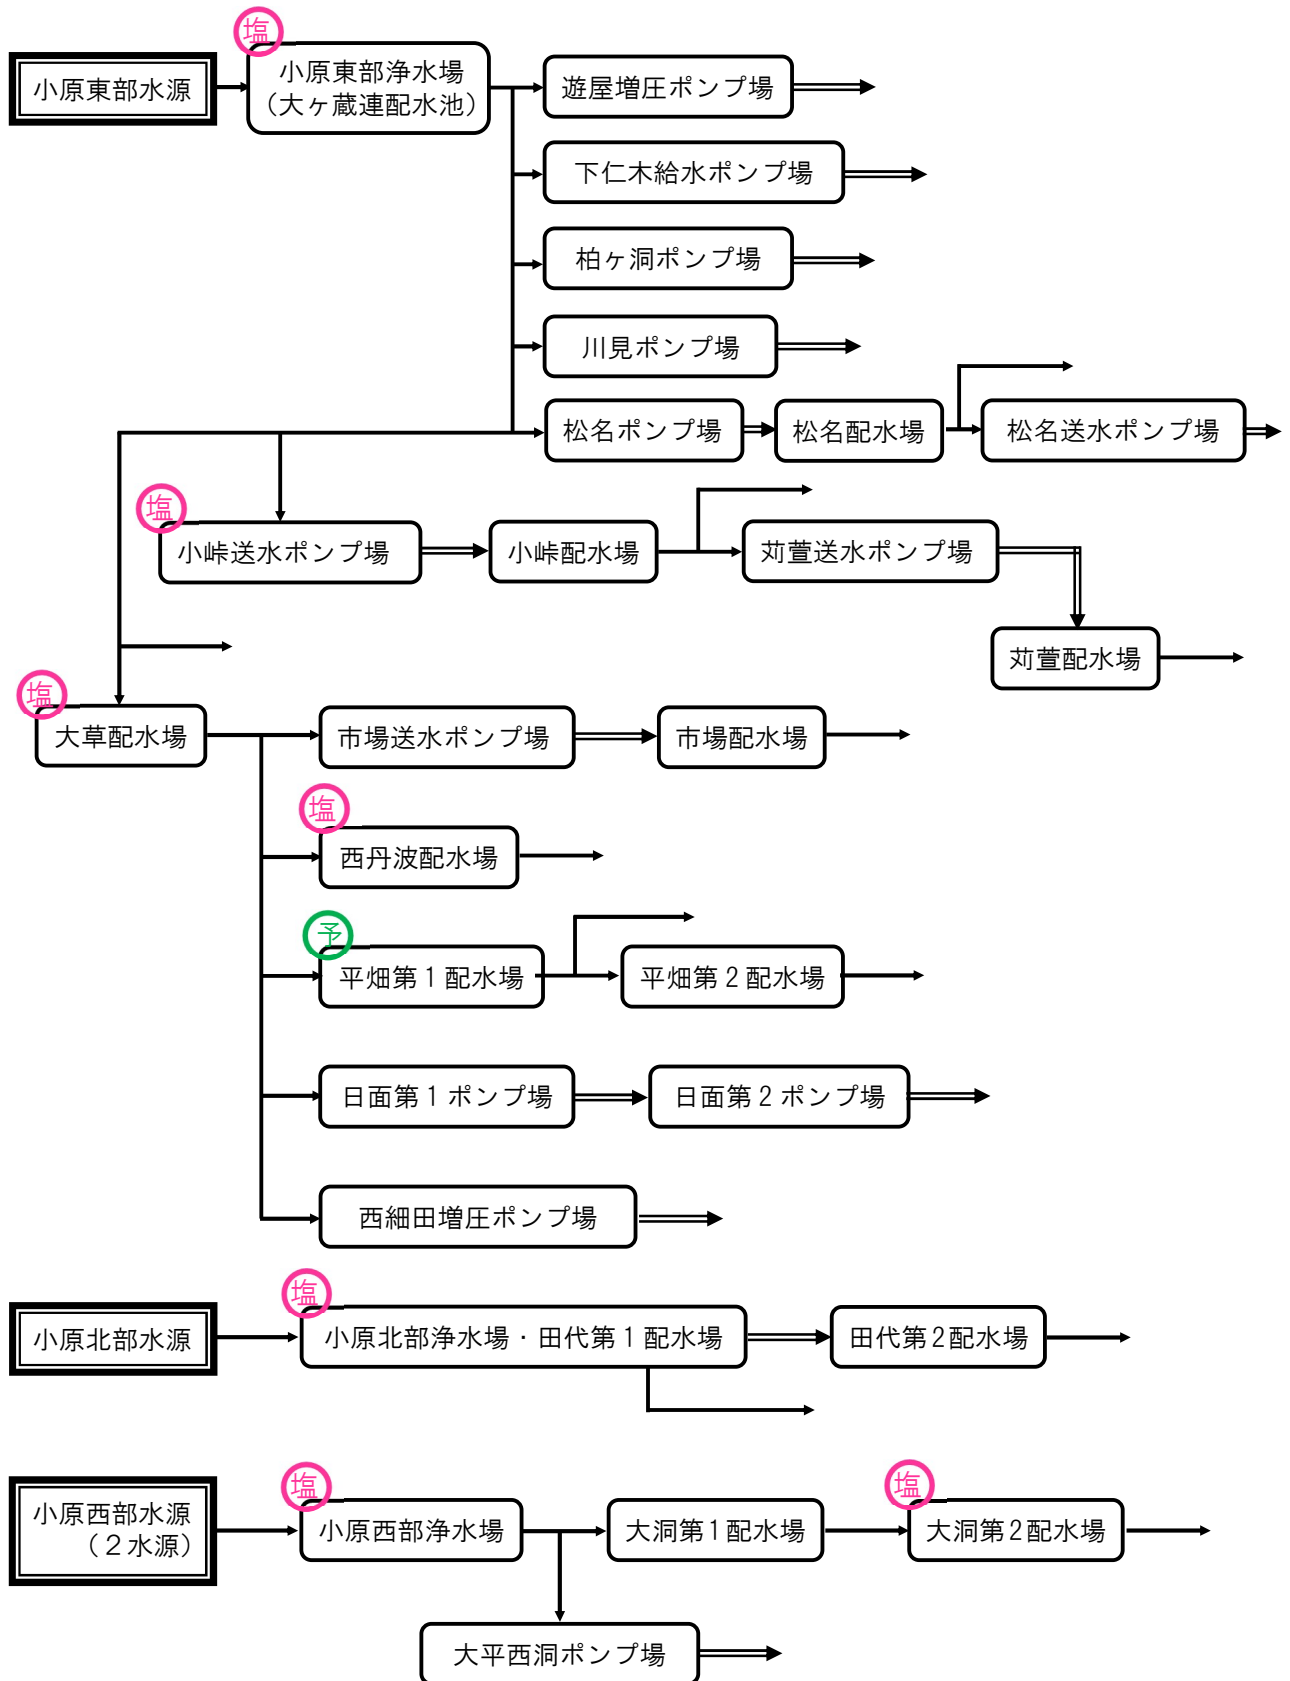 塩
小原東部水源
小原東部浄水場
（大ヶ蔵連配水池）
遊屋増圧ポンプ場
下仁木給水ポンプ場
柏ヶ洞ポンプ場
川見ポンプ場
松名ポンプ場
松名配水場
松名送水ポンプ場
塩
小峠送水ポンプ場
小峠配水場
苅萱送水ポンプ場
苅萱配水場
塩
大草配水場
市場送水ポンプ場
市場配水場
塩
西丹波配水場
予
平畑第１配水場
平畑第２配水場
日面第１ポンプ場
日面第２ポンプ場
西細田増圧ポンプ場
塩
小原北部水源
小原北部浄水場・田代第１配水場
田代第2配水場
塩
小原西部水源
（２水源）
小原西部浄水場
大洞第1配水場
塩
大洞第2配水場
大平西洞ポンプ場